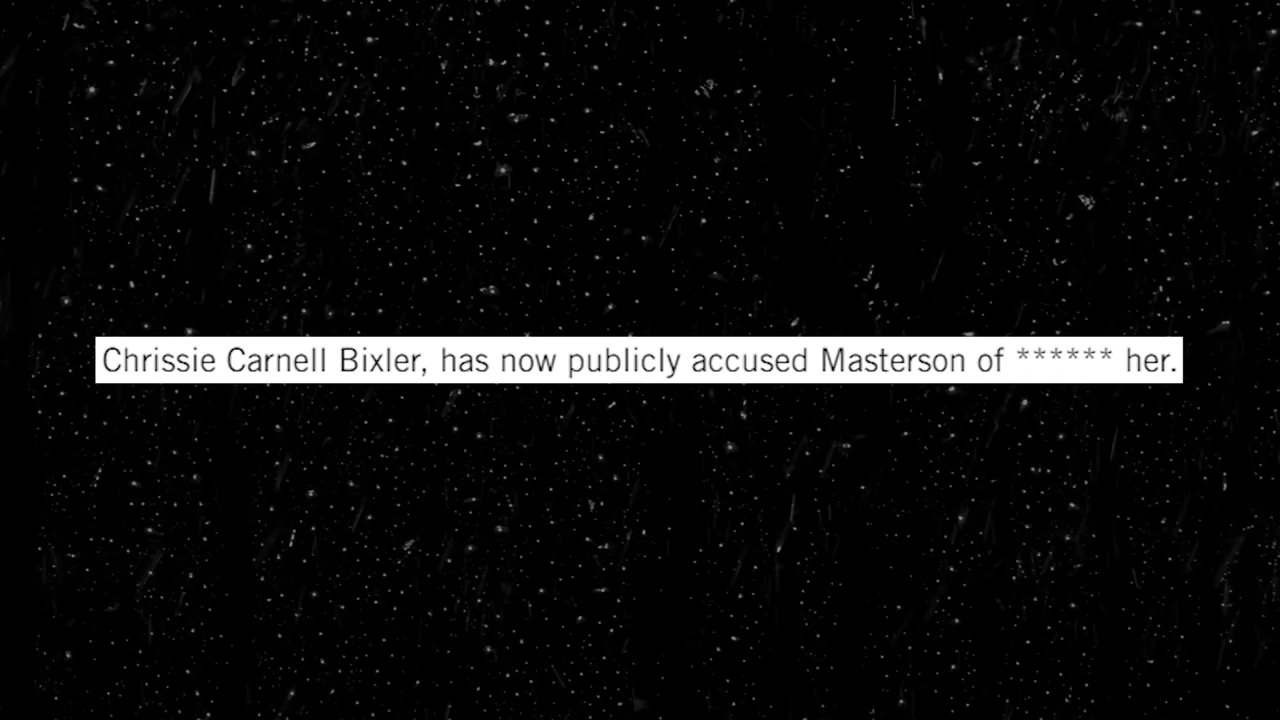 Chrissie Carnell Bixler, has now publicly accused Masterson of ****** her.